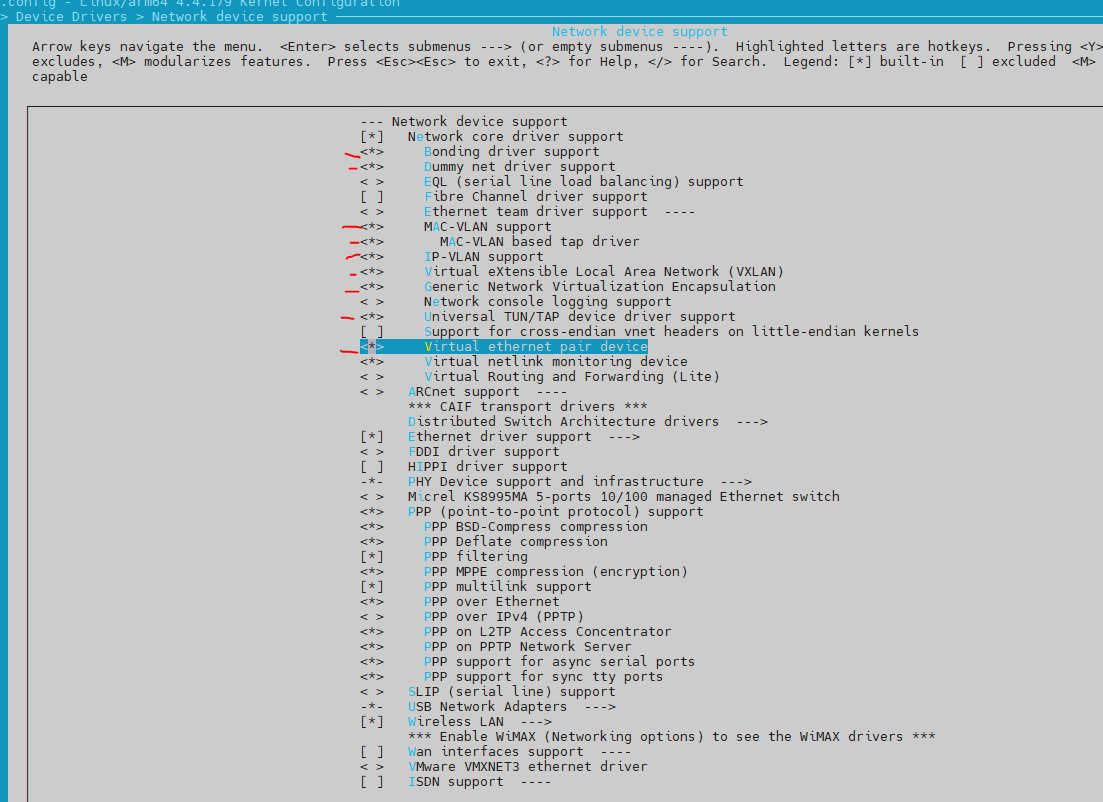 .config - Linux/arm64 4.4.179 Kernel Configuration
> Device Drivers > Network device support
Network device support
Arrow keys navigate the menu.  <Enter> selects submenus ---> (or empty submenus ----).  Highlighted letters are hotkeys.  Pressing <Y>
excludes, <M> modularizes features.  Press <Esc><Esc> to exit, <?> for Help, </> for Search.  Legend: [*] built-in  [ ] excluded  <M>
capable
--- Network device support
[*]   Network core driver support
<*>     Bonding driver support
<*>     Dummy net driver support
< >     EQL (serial line load balancing) support
[ ]     Fibre Channel driver support
< >     Ethernet team driver support  ----
<*>     MAC-VLAN support
<*>       MAC-VLAN based tap driver
<*>     IP-VLAN support
<*>     Virtual eXtensible Local Area Network (VXLAN)
<*>     Generic Network Virtualization Encapsulation
< >     Network console logging support
<*>     Universal TUN/TAP device driver support
[ ]     Support for cross-endian vnet headers on little-endian kernels
<*>     Virtual ethernet pair device
<*>     Virtual netlink monitoring device
< >     Virtual Routing and Forwarding (Lite)
< >   ARCnet support  ----
*** CAIF transport drivers ***
Distributed Switch Architecture drivers  --->
[*]   Ethernet driver support  --->
< >   FDDI driver support
[ ]   HIPPI driver support
-*-   PHY Device support and infrastructure  --->
< >   Micrel KS8995MA 5-ports 10/100 managed Ethernet switch
<*>   PPP (point-to-point protocol) support
<*>     PPP BSD-Compress compression
<*>     PPP Deflate compression
[*]     PPP filtering
<*>     PPP MPPE compression (encryption)
[*]     PPP multilink support
<*>     PPP over Ethernet
< >     PPP over IPv4 (PPTP)
<*>     PPP on L2TP Access Concentrator
<*>     PPP on PPTP Network Server
<*>     PPP support for async serial ports
<*>     PPP support for sync tty ports
< >   SLIP (serial line) support
-*-   USB Network Adapters  --->
[*]   Wireless LAN  --->
*** Enable WiMAX (Networking options) to see the WiMAX drivers ***
[ ]   Wan interfaces support  ----
< >   VMware VMXNET3 ethernet driver
[ ]   ISDN support  ----